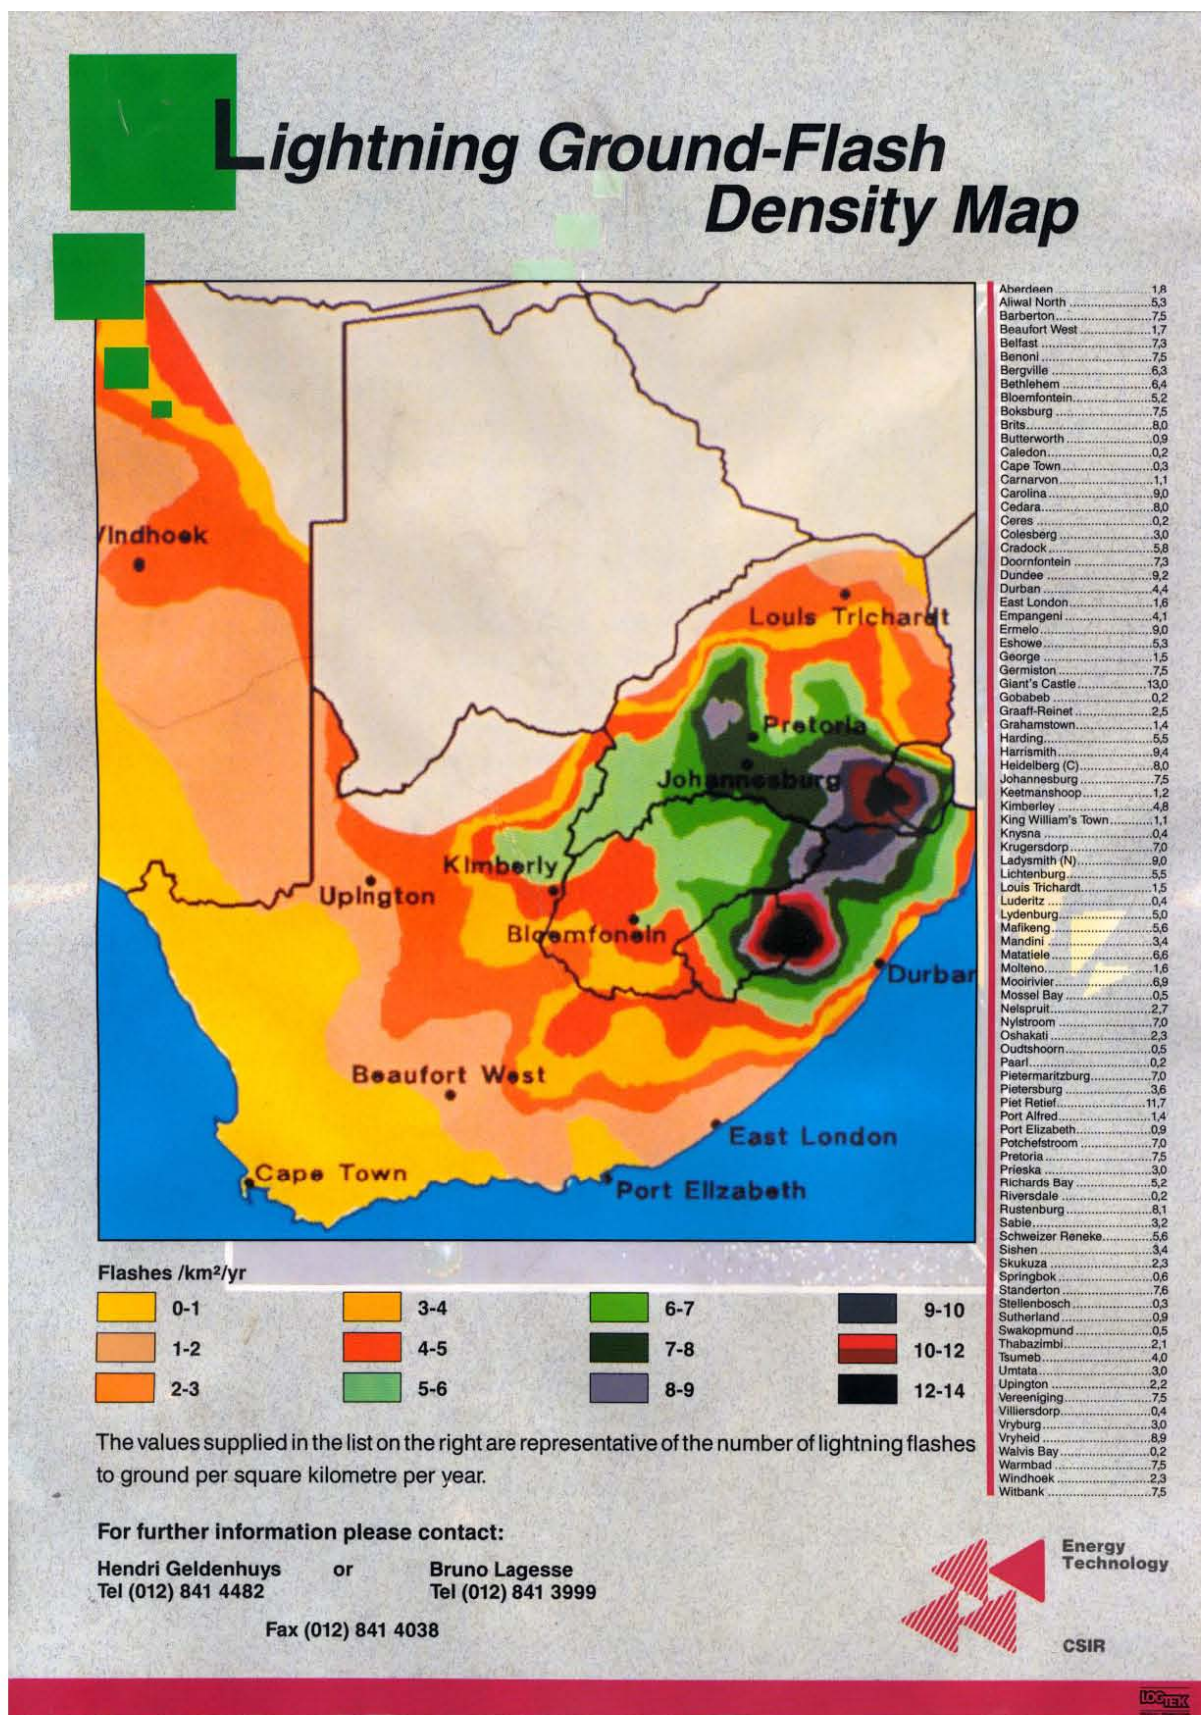 Lightning Ground-Flash
Density Map
Windhoek
Louis Trichardt
Pretoria
Johannesburg
Kimberly
Upington
Bloemfonein
Durban
Beaufort West
East London
Cape Town
Port Elizabeth
Aberdeen 1,8
Aliwal North 5,3
Barberton 7,5
Beaufort West 1,7
Belfast 7,3
Benoni 7,5
Bergville 6,3
Bethlehem 6,4
Bloemfontein 5,2
Boksburg 7,5
Brits 8,0
Butterworth 0,9
Caledon 0,2
Cape Town 0,3
Carnarvon 1,1
Carolina 9,0
Cedara 8,0
Ceres 0,2
Colesberg 3,0
Cradock 5,8
Doornfontein 7,3
Dundee 9,2
Durban 4,4
East London 1,6
Empangeni 4,1
Ermelo 9,0
Eshowe 5,3
George 1,5
Germiston 7,5
Giant's Castle 13,0
Gobabeb 0,2
Graaff-Reinet 2,5
Grahamstown 1,4
Harding 5,5
Harrismith 9,4
Heidelberg (C) 8,0
Johannesburg 7,5
Keetmanshoop 1,2
Kimberley 4,8
King William's Town 1,1
Knysna 0,4
Krugersdorp 7,0
Ladysmith (N) 9,0
Lichtenburg 5,5
Louis Trichardt 1,5
Luderitz 0,4
Lydenburg 5,0
Mafikeng 5,6
Mandini 3,4
Matatiele 6,6
Molteno 1,6
Mooirivier 6,9
Mossel Bay 0,5
Nelspruit 2,7
Nylstroom 7,0
Oshakati 2,3
Oudtshoorn 0,5
Paarl 0,2
Pietermaritzburg 7,0
Pietersburg 3,6
Piet Retief 11,7
Port Alfred 1,4
Port Elizabeth 0,9
Potchefstroom 7,0
Pretoria 7,5
Prieska 3,0
Richards Bay 5,2
Riversdale 0,2
Rustenburg 8,1
Sabie 3,2
Schweizer Reneke 5,6
Sishen 3,4
Skukuza 2,3
Springbok 0,6
Standerton 7,6
Stellenbosch 0,3
Sutherland 0,9
Swakopmund 0,5
Thabazimbi 2,1
Tsumeb 4,0
Umtata 3,0
Upington 2,2
Vereeniging 7,5
Villiersdorp 0,4
Vryburg 3,0
Vryheid 8,9
Walvis Bay 0,2
Warmbad 7,5
Windhoek 2,3
Witbank 7,5
Flashes /km²/yr
0-1 3-4 6-7 9-10
1-2 4-5 7-8 10-12
2-3 5-6 8-9 12-14
The values supplied in the list on the right are representative of the number of lightning flashes
to ground per square kilometre per year.
For further information please contact:
Hendri Geldenhuys or Bruno Lagesse
Tel (012) 841 4482 Tel (012) 841 3999
Fax (012) 841 4038
Energy
Technology
CSIR
LOGTEK